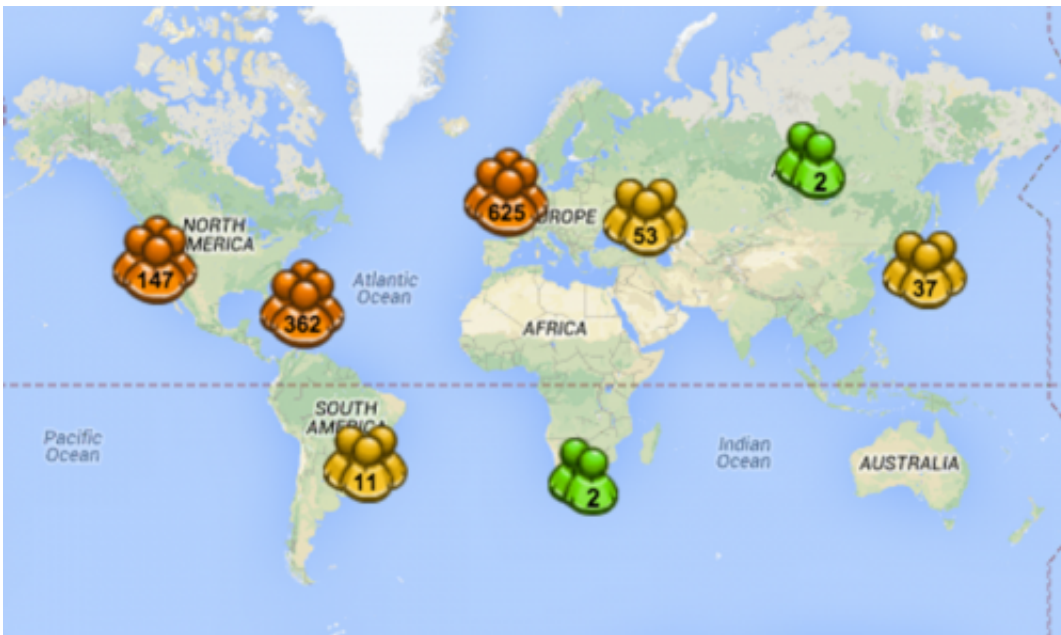 2
625
EUROPE
53
NORTH
AMERICA
147
37
Atlantic
Ocean
362
AFRICA
SOUTH
AMERICA
11
Pacific
Ocean
Indian
Ocean
AUSTRALIA
2